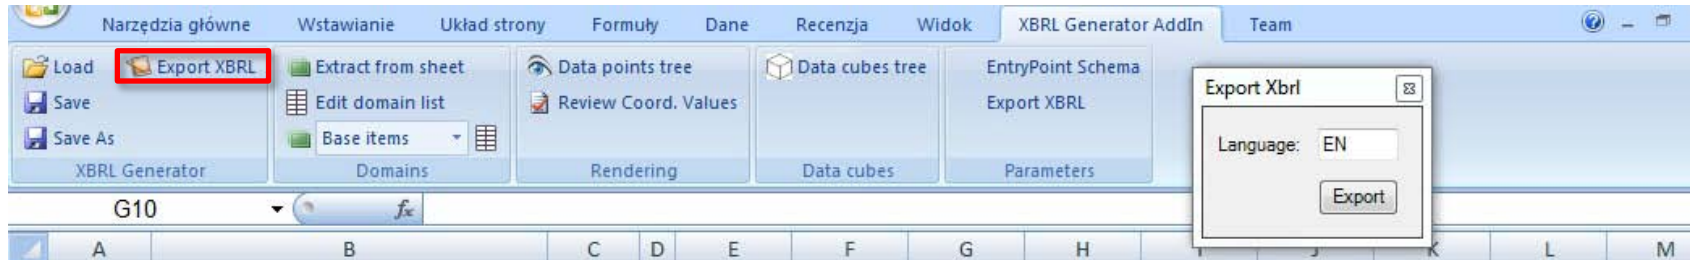 Narzędzia główne Wstawianie Układ strony Formuły Dane Recenzja Widok XBRL Generator AddIn Team
Load Export XBRL Extract from sheet Data points tree Data cubes tree EntryPoint Schema
Save Edit domain list Review Coord. Values Export XBRL
Save As Base items
XBRL Generator Domains Rendering Data cubes Parameters
Export Xbrl
Language: EN
Export
G10 fx
A B C D E F G H I J K L M